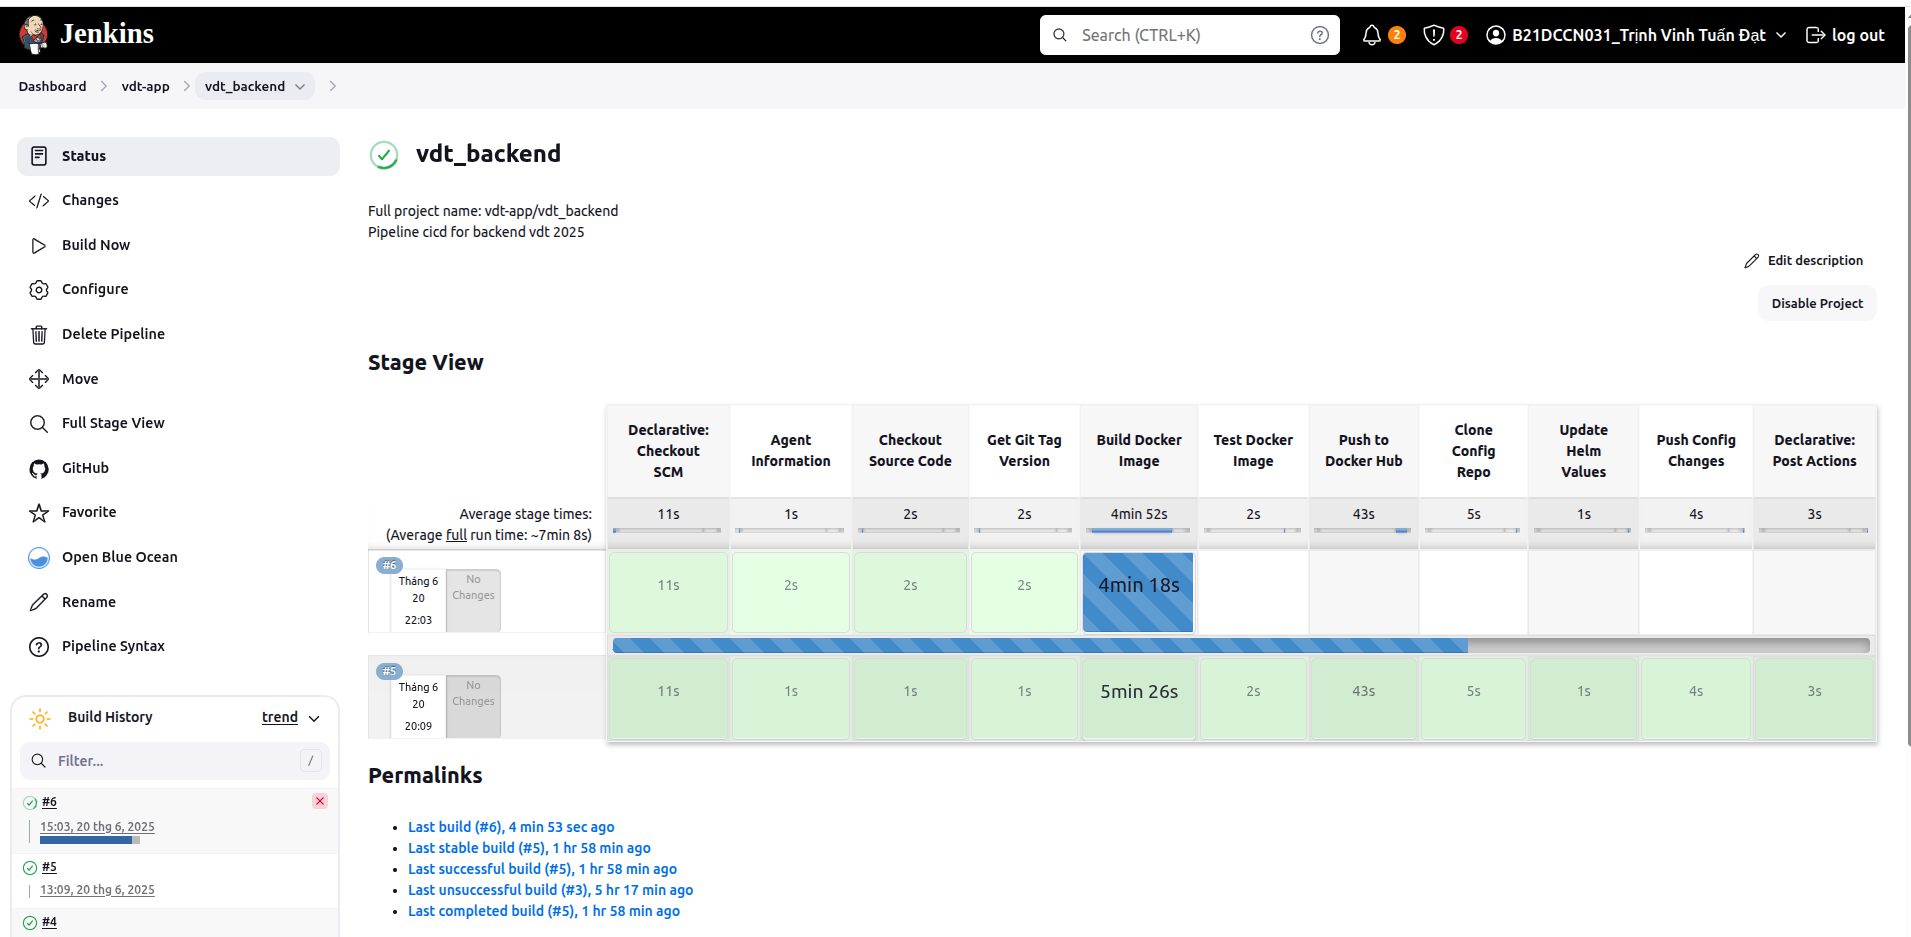 Jenkins
Search (CTRL+K)
2
2
B21DCCN031_Trịnh Vinh Tuấn Đạt
log out
Dashboard
vdt-app
vdt_backend
Status
Changes
Build Now
Configure
Delete Pipeline
Move
Full Stage View
GitHub
Favorite
Open Blue Ocean
Rename
Pipeline Syntax
Build History
trend
Filter...
/
#6
15:03, 20 thg 6, 2025
#5
13:09, 20 thg 6, 2025
#4
vdt_backend
Full project name: vdt-app/vdt_backend
Pipeline cicd for backend vdt 2025
Edit description
Disable Project
Stage View
Declarative:
Checkout
SCM
Agent
Information
Checkout
Source Code
Get Git Tag
Version
Build Docker
Image
Test Docker
Image
Push to
Docker Hub
Clone
Config
Repo
Update
Helm
Values
Push Config
Changes
Declarative:
Post Actions
Average stage times:
(Average full run time: ~7min 8s)
11s
1s
2s
2s
4min 52s
2s
43s
5s
1s
4s
3s
#6
Tháng 6
20
22:03
No
Changes
11s
2s
2s
2s
4min 18s
#5
Tháng 6
20
20:09
No
Changes
11s
1s
1s
1s
5min 26s
2s
43s
5s
1s
4s
3s
Permalinks
Last build (#6), 4 min 53 sec ago
Last stable build (#5), 1 hr 58 min ago
Last successful build (#5), 1 hr 58 min ago
Last unsuccessful build (#3), 5 hr 17 min ago
Last completed build (#5), 1 hr 58 min ago